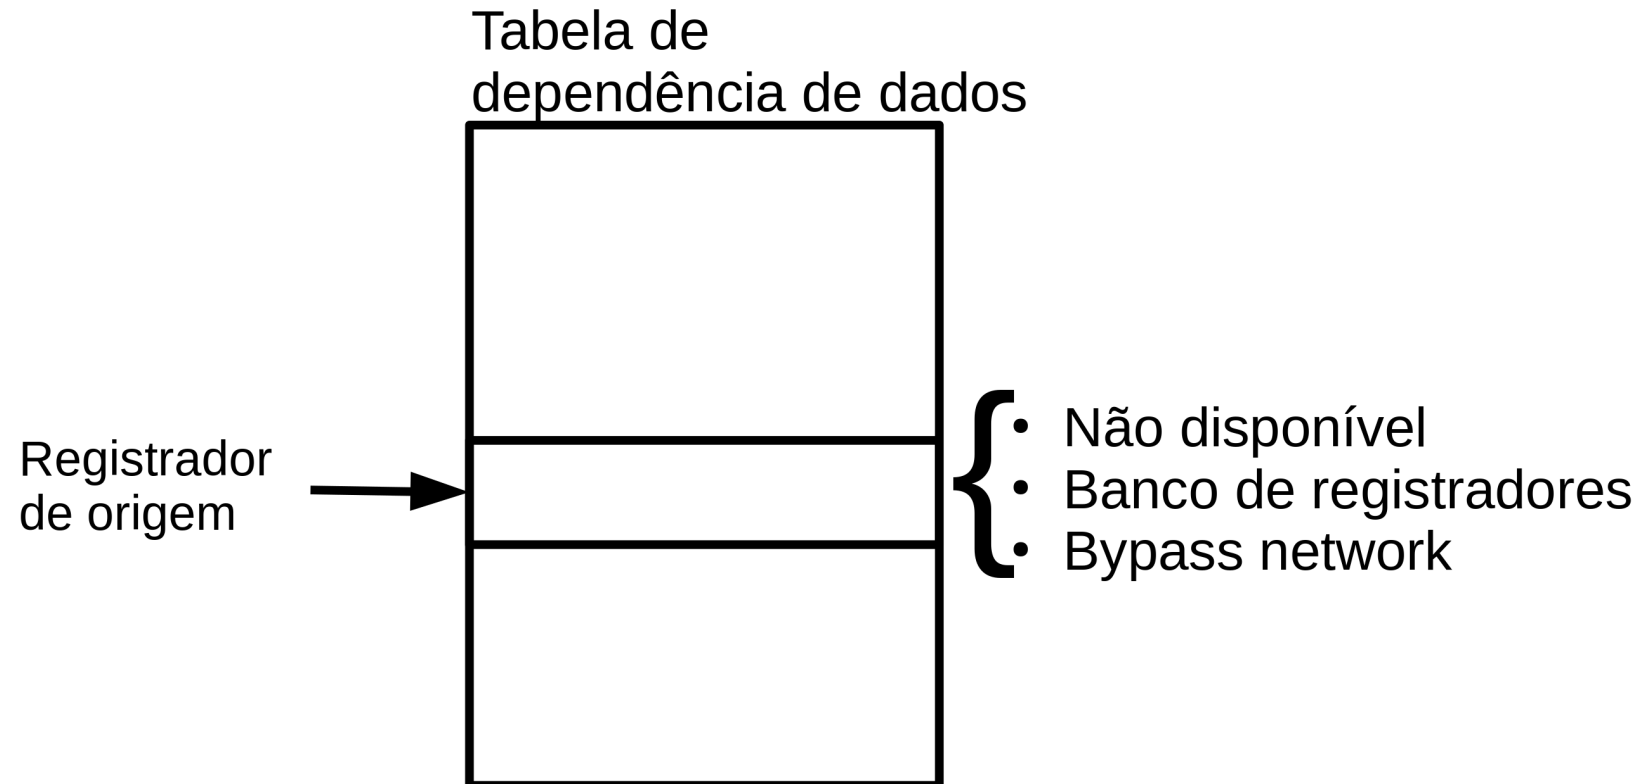 Tabela de
dependência de dados
Registrador
de origem
• Não disponível
• Banco de registradores
• Bypass network